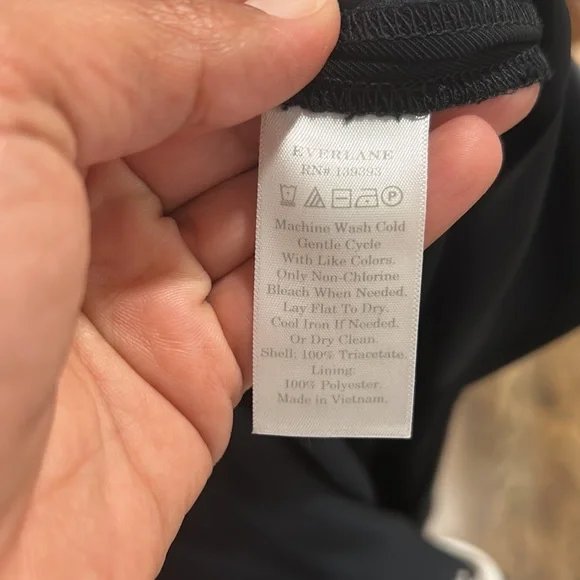 EVERLANE
RN# 139393
P
Machine Wash Cold
Gentle Cycle
With Like Colors.
Only Non-Chlorine
Bleach When Needed.
Lay Flat To Dry.
Cool Iron If Needed.
Or Dry Clean.
Shell: 100% Triacetate.
Lining:
100% Polyester.
Made in Vietnam.